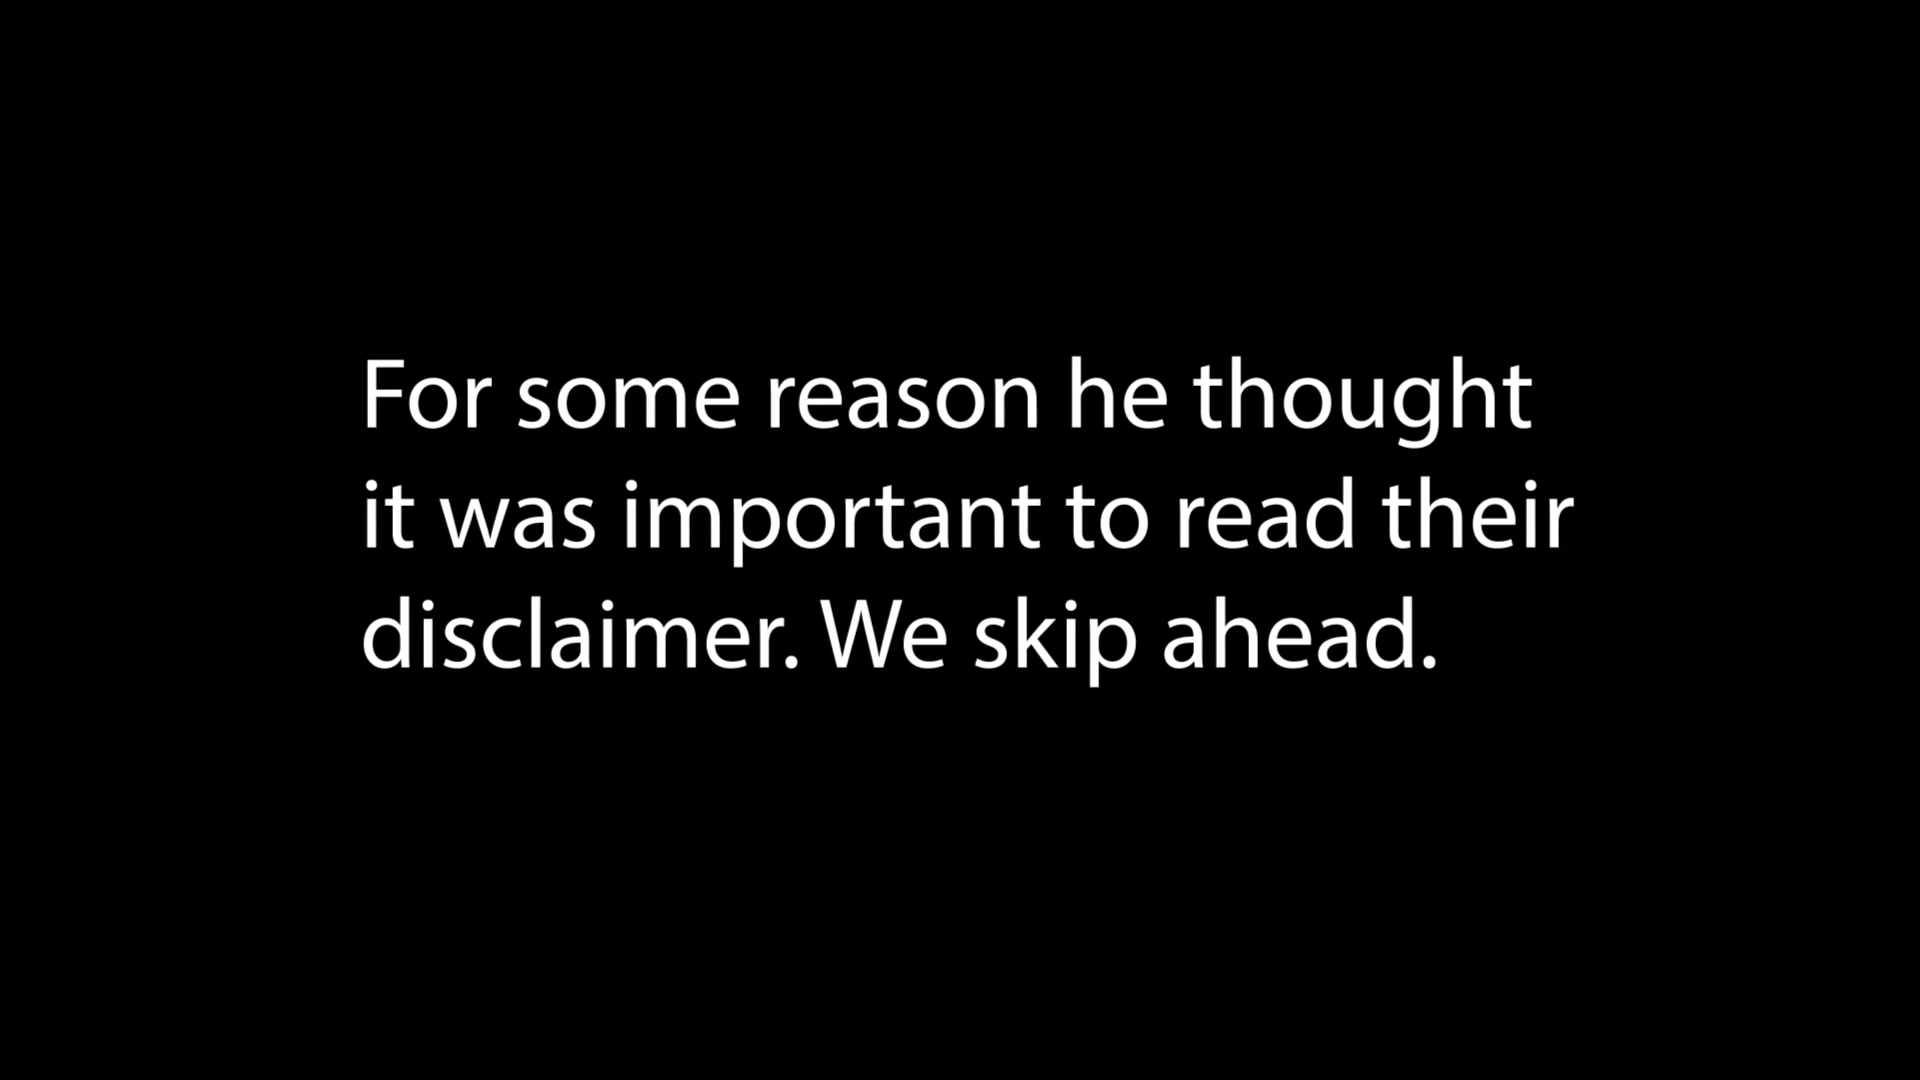 For some reason he thought
it was important to read their
disclaimer. We skip ahead.